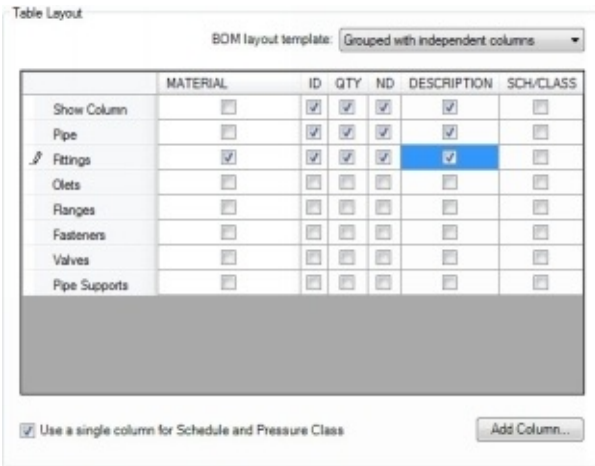 Table Layout
BOM layout template: Grouped with independent columns
MATERIAL ID QTY ND DESCRIPTION SCH/CLASS
Show Column
Pipe
Fittings
Olets
Flanges
Fasteners
Valves
Pipe Supports
Use a single column for Schedule and Pressure Class Add Column...